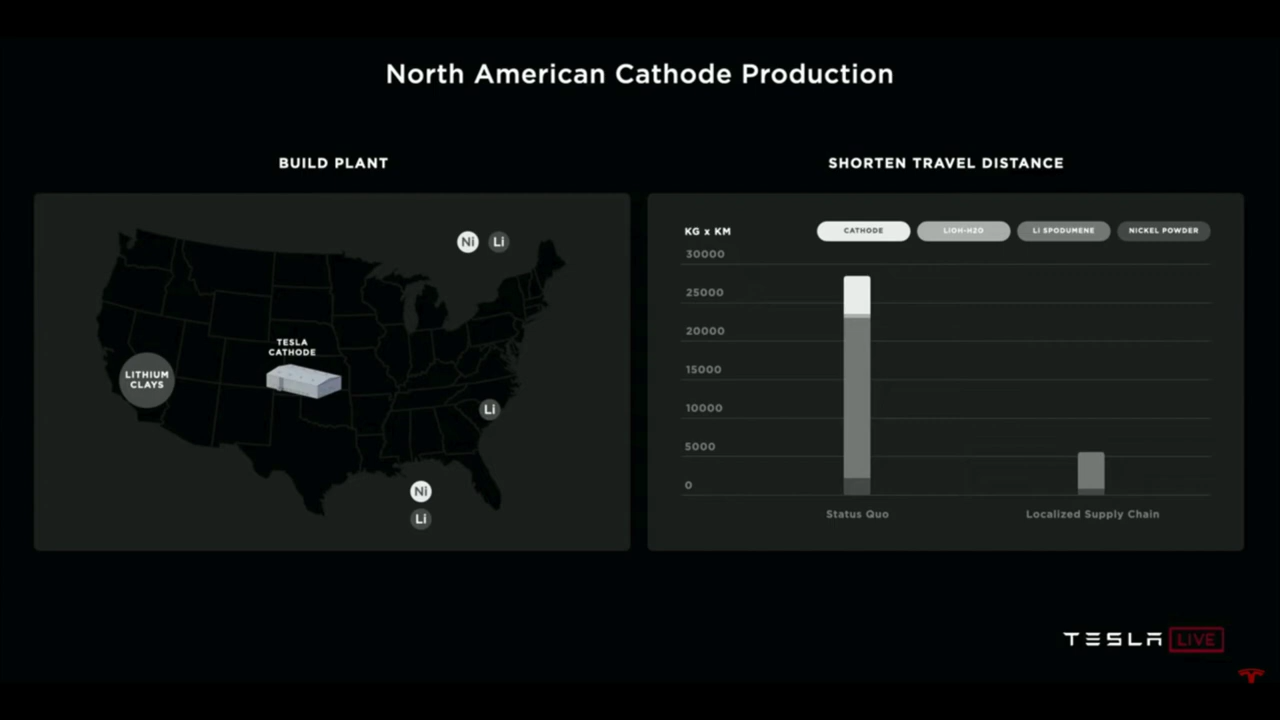 North American Cathode Production
BUILD PLANT
Ni
Li
TESLA
CATHODE
LITHIUM
CLAYS
Li
Ni
Li
SHORTEN TRAVEL DISTANCE
KG x KM
CATHODE
LIOH-H2O
LI SPODUMENE
NICKEL POWDER
30000
25000
20000
15000
10000
5000
0
Status Quo
Localized Supply Chain
TESLA LIVE